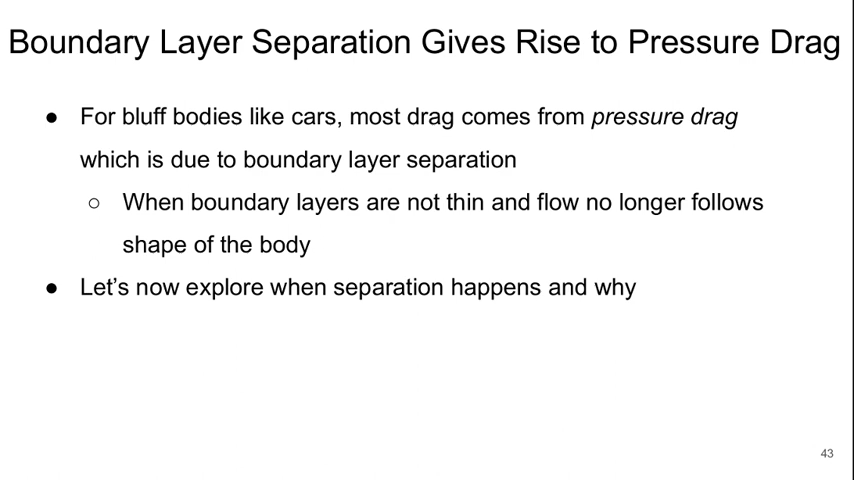 Boundary Layer Separation Gives Rise to Pressure Drag
● For bluff bodies like cars, most drag comes from pressure drag
which is due to boundary layer separation
○ When boundary layers are not thin and flow no longer follows
shape of the body
● Let’s now explore when separation happens and why
43